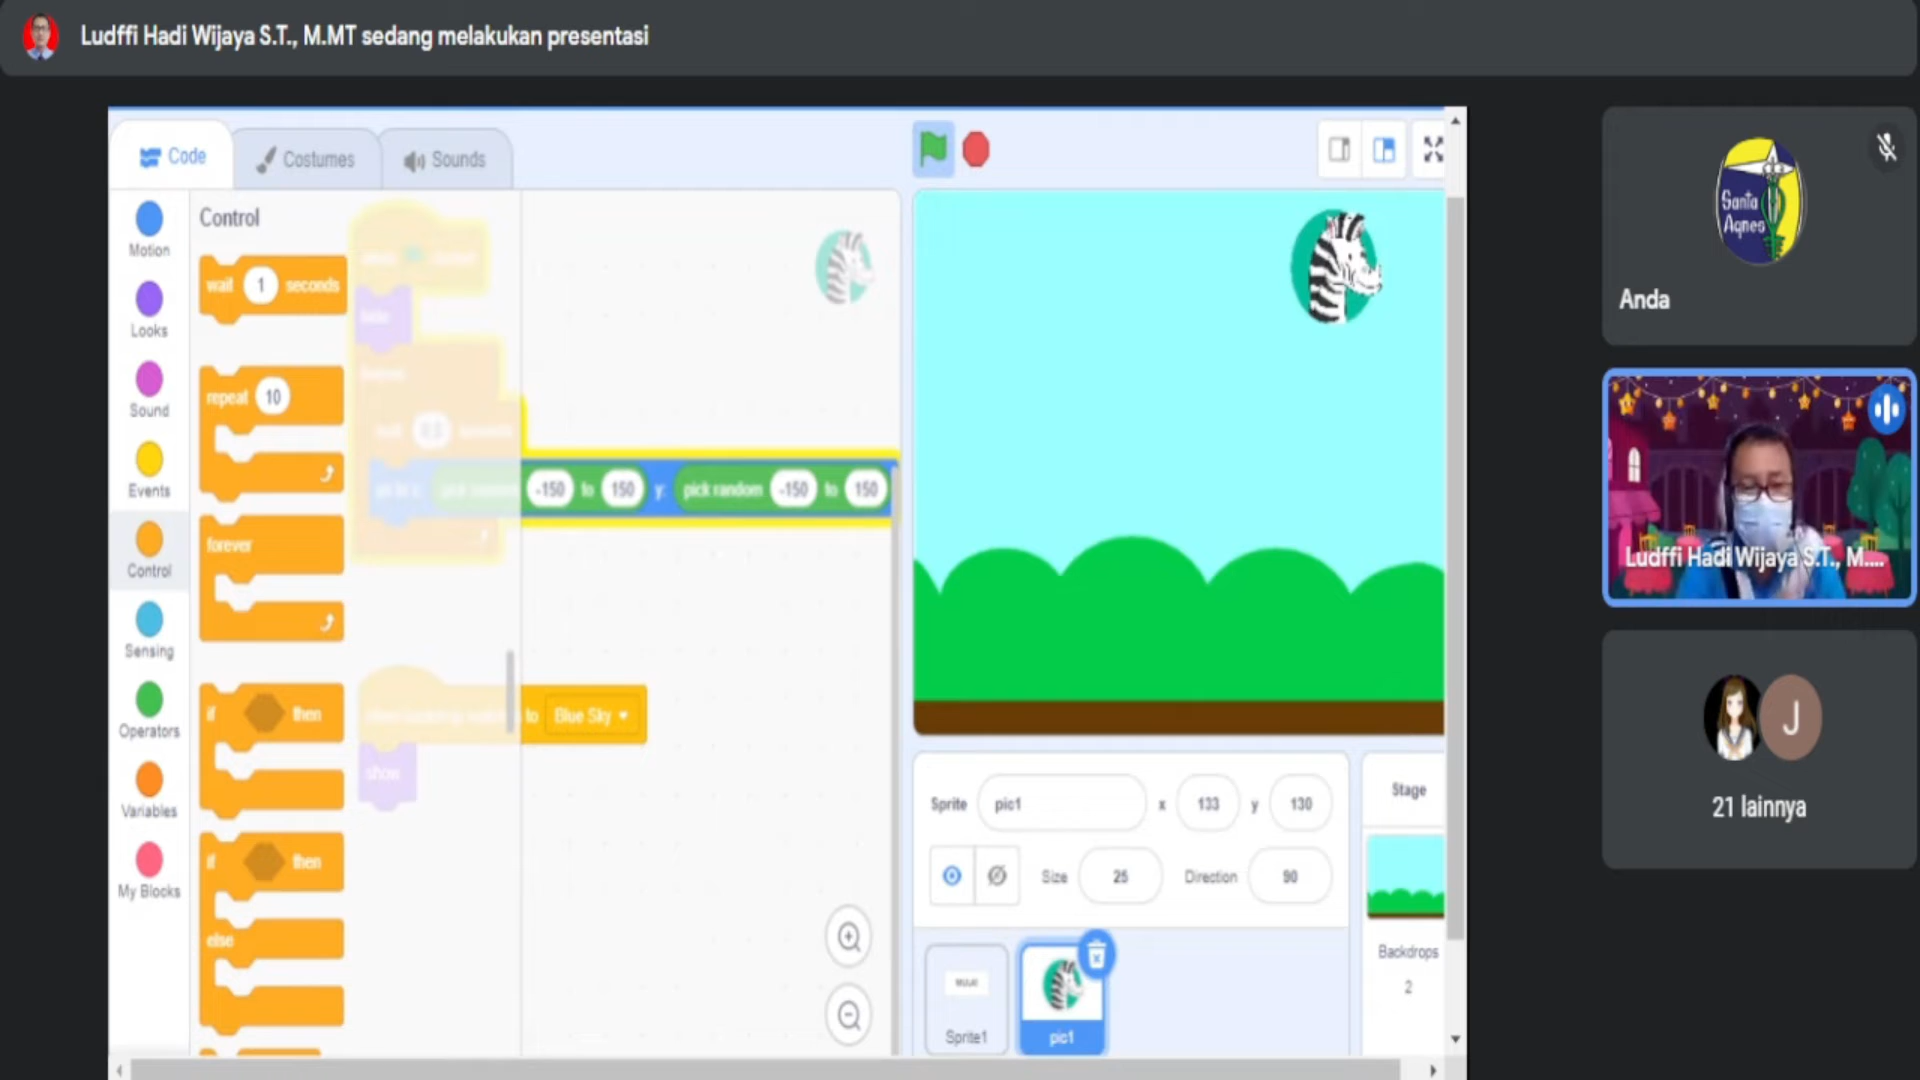 Ludffi Hadi Wijaya S.T., M.MT sedang melakukan presentasi
Code
Costumes
Sounds
Motion
Looks
Sound
Events
Control
Sensing
Operators
Variables
My Blocks
Control
wait 1 seconds
repeat 10
forever
if then
if then
else
hide
-150 to 150 y: pick random -150 to 150
to Blue Sky
show
Sprite pic1 x 133 y 130
Size 25 Direction 90
Sprite1
pic1
Stage
Backdrops
2
Santa
Agnes
Anda
Ludffi Hadi Wijaya S.T., M....
J
21 lainnya